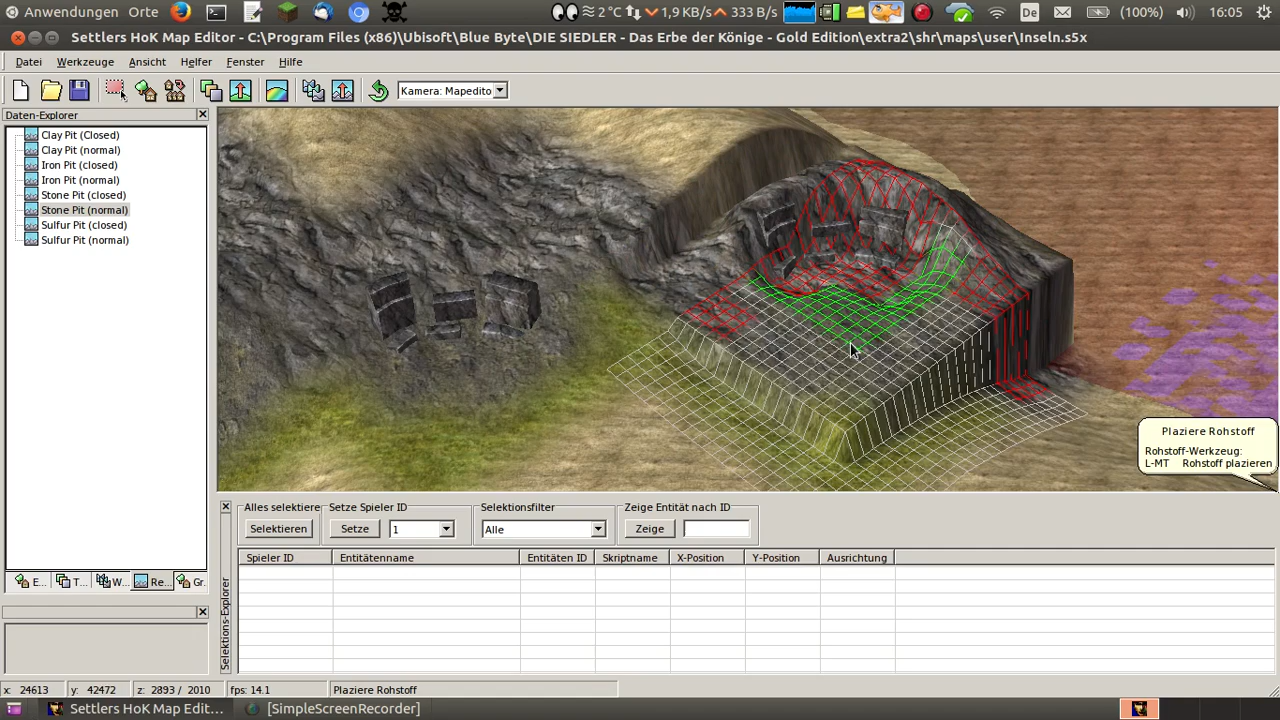 Anwendungen Orte 2 °C 1,9 KB/s 333 B/s De (100%) 16:05
Settlers HoK Map Editor - C:\Program Files (x86)\Ubisoft\Blue Byte\DIE SIEDLER - Das Erbe der Könige - Gold Edition\extra2\shr\maps\user\Inseln.s5x
Datei Werkzeuge Ansicht Helfer Fenster Hilfe
Kamera: Mapedito
Daten-Explorer
Clay Pit (Closed)
Clay Pit (normal)
Iron Pit (closed)
Iron Pit (normal)
Stone Pit (closed)
Stone Pit (normal)
Sulfur Pit (closed)
Sulfur Pit (normal)
Plaziere Rohstoff
Rohstoff-Werkzeug:
L-MT Rohstoff plazieren
E... T... W... Re... Gr.
Selektions-Explorer
Alles selektiere Setze Spieler ID Selektionsfilter Zeige Entität nach ID
Selektieren Setze 1 Alle Zeige
Spieler ID Entitätenname Entitäten ID Skriptname X-Position Y-Position Ausrichtung
x: 24613 y: 42472 z: 2893 / 2010 fps: 14.1 Plaziere Rohstoff
Settlers HoK Map Edit... [SimpleScreenRecorder]